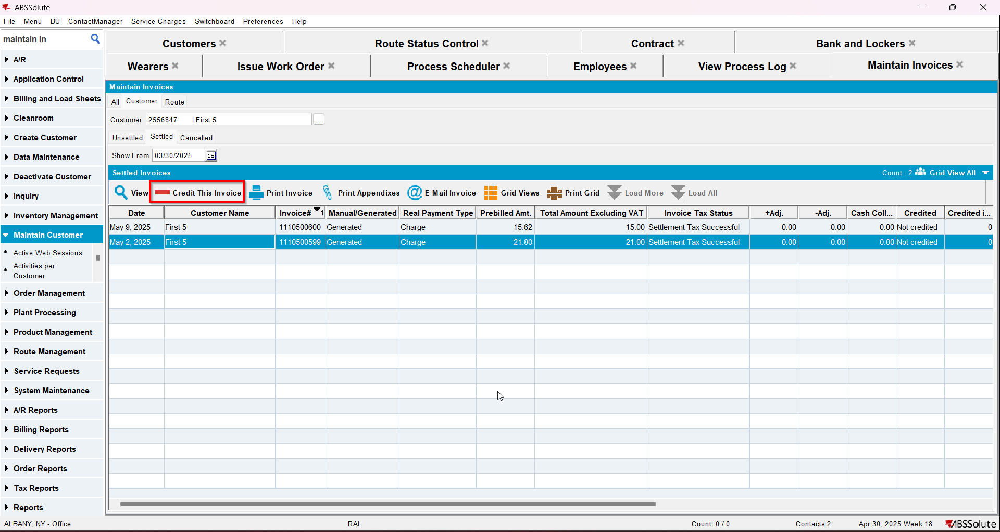 ABSSolute
File Menu BU ContactManager Service Charges Switchboard Preferences Help
maintain in
Customers Route Status Control Contract Bank and Lockers
Wearers Issue Work Order Process Scheduler Employees View Process Log Maintain Invoices
A/R
Application Control
Billing and Load Sheets
Cleanroom
Create Customer
Data Maintenance
Deactivate Customer
Inquiry
Inventory Management
Maintain Customer
Active Web Sessions
Activities per
Customer
Order Management
Plant Processing
Product Management
Route Management
Service Requests
System Maintenance
A/R Reports
Billing Reports
Delivery Reports
Order Reports
Tax Reports
Reports
Maintain Invoices
All Customer Route
Customer 2556847 | First 5 ...
Unsettled Settled Cancelled
Show From 03/30/2025 16
Settled Invoices Count : 2 Grid View All
View Credit This Invoice Print Invoice Print Appendixes @ E-Mail Invoice Grid Views Print Grid Load More Load All
Date Customer Name Invoice# 1 Manual/Generated Real Payment Type Prebilled Amt. Total Amount Excluding VAT Invoice Tax Status +Adj. -Adj. Cash Coll... Credited Credited i...
May 9, 2025 First 5 1110500600 Generated Charge 15.62 15.00 Settlement Tax Successful 0.00 0.00 0.00 Not credited 0
May 2, 2025 First 5 1110500599 Generated Charge 21.80 21.00 Settlement Tax Successful 0.00 0.00 0.00 Not credited 0
ALBANY, NY - Office RAL Count: 0 / 0 Contacts 2 Apr 30, 2025 Week 18 ABSSolute